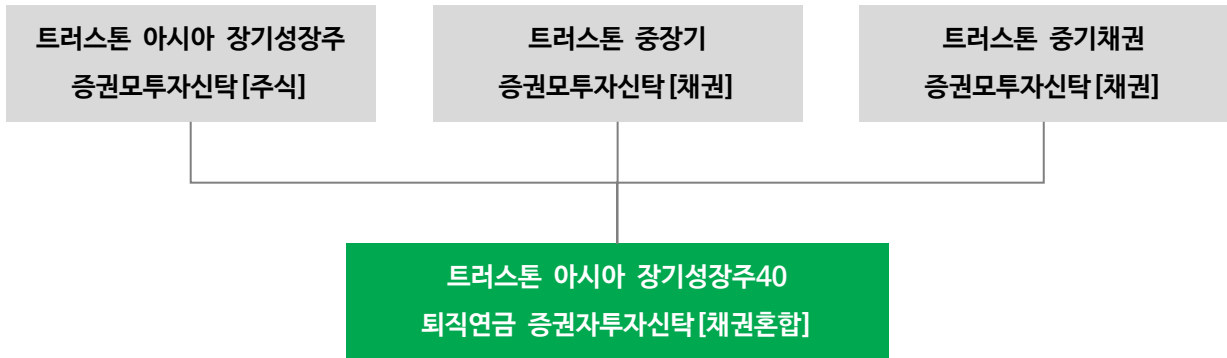 트러스톤 아시아 장기성장주
증권모투자신탁[주식]
트러스톤 중장기
증권모투자신탁[채권]
트러스톤 중기채권
증권모투자신탁[채권]
트러스톤 아시아 장기성장주40
퇴직연금 증권자투자신탁[채권혼합]